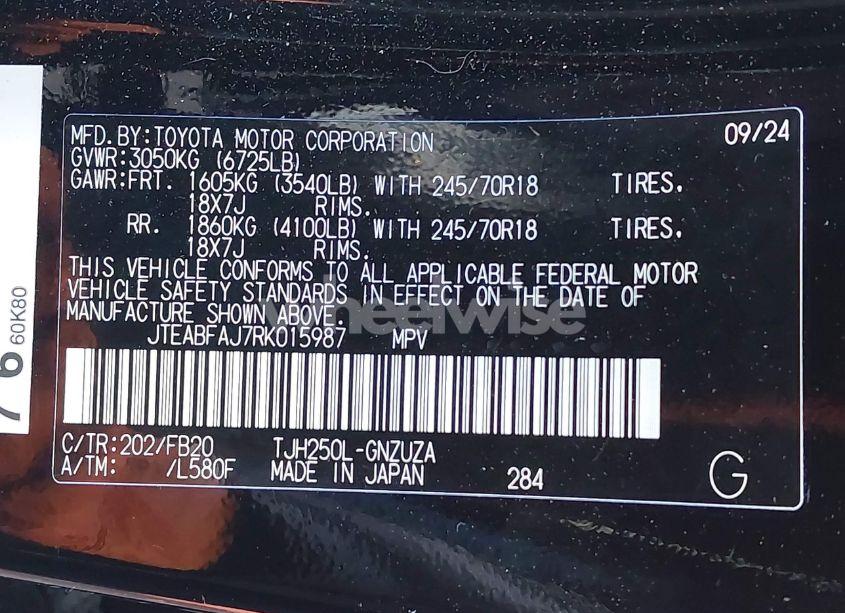 MFD.BY:TOYOTA MOTOR CORPORATION 09/24
GVWR:3050KG (6725LB)
GAWR:FRT. 1605KG (3540LB) WITH 245/70R18 TIRES.
18X7J RIMS.
RR. 1860KG (4100LB) WITH 245/70R18 TIRES.
18X7J RIMS.
THIS VEHICLE CONFORMS TO ALL APPLICABLE FEDERAL MOTOR
VEHICLE SAFETY STANDARDS IN EFFECT ON THE DATE OF
MANUFACTURE SHOWN ABOVE.
JTEABFAJ7RK015987 MPV
C/TR:202/FB20 TJH250L-GNZUZA
A/TM: /L580F MADE IN JAPAN 284 G
60K80
wheelwise